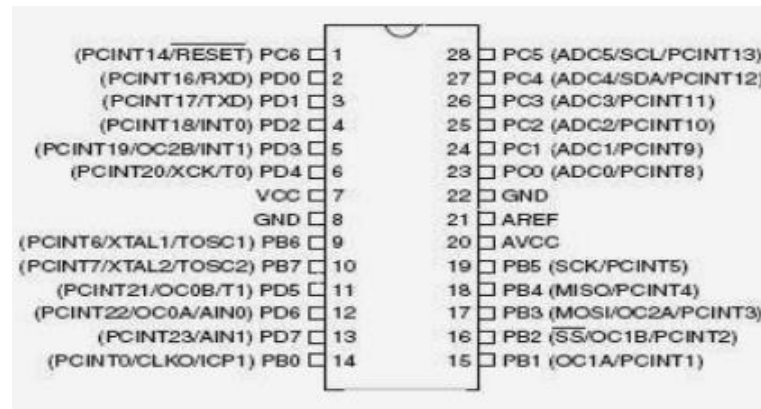 (PCINT14/RESET) PC6 1 28 PC5 (ADC5/SCL/PCINT13)
(PCINT16/RXD) PD0 2 27 PC4 (ADC4/SDA/PCINT12)
(PCINT17/TXD) PD1 3 26 PC3 (ADC3/PCINT11)
(PCINT18/INT0) PD2 4 25 PC2 (ADC2/PCINT10)
(PCINT19/OC2B/INT1) PD3 5 24 PC1 (ADC1/PCINT9)
(PCINT20/XCK/T0) PD4 6 23 PC0 (ADC0/PCINT8)
VCC 7 22 GND
GND 8 21 AREF
(PCINT6/XTAL1/TOSC1) PB6 9 20 AVCC
(PCINT7/XTAL2/TOSC2) PB7 10 19 PB5 (SCK/PCINT5)
(PCINT21/OC0B/T1) PD5 11 18 PB4 (MISO/PCINT4)
(PCINT22/OC0A/AIN0) PD6 12 17 PB3 (MOSI/OC2A/PCINT3)
(PCINT23/AIN1) PD7 13 16 PB2 (SS/OC1B/PCINT2)
(PCINT0/CLKO/ICP1) PB0 14 15 PB1 (OC1A/PCINT1)